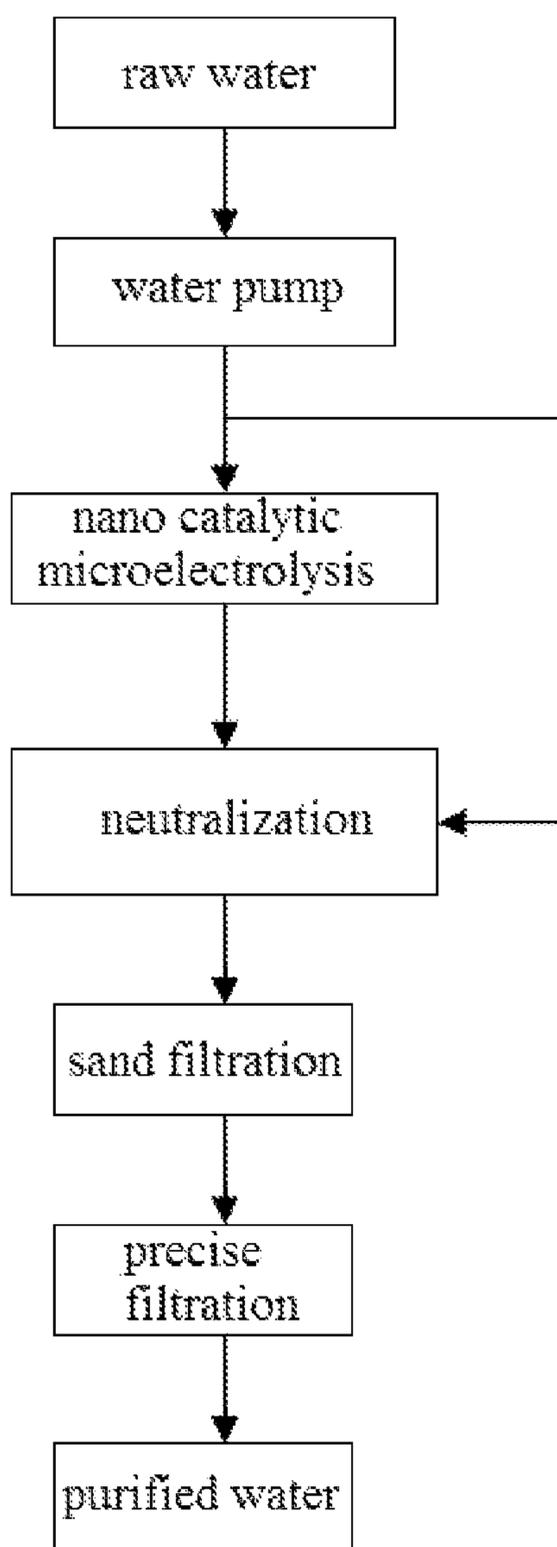 raw water
water pump
nano catalytic
microelectrolysis
neutralization
sand filtration
precise
filtration
purified water